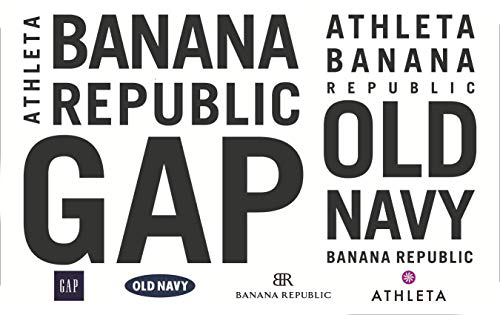 ATHLETA
BANANA
REPUBLIC
GAP
ATHLETA
BANANA
REPUBLIC
OLD
NAVY
BANANA REPUBLIC
GAP
OLD NAVY
BR
BANANA REPUBLIC
ATHLETA